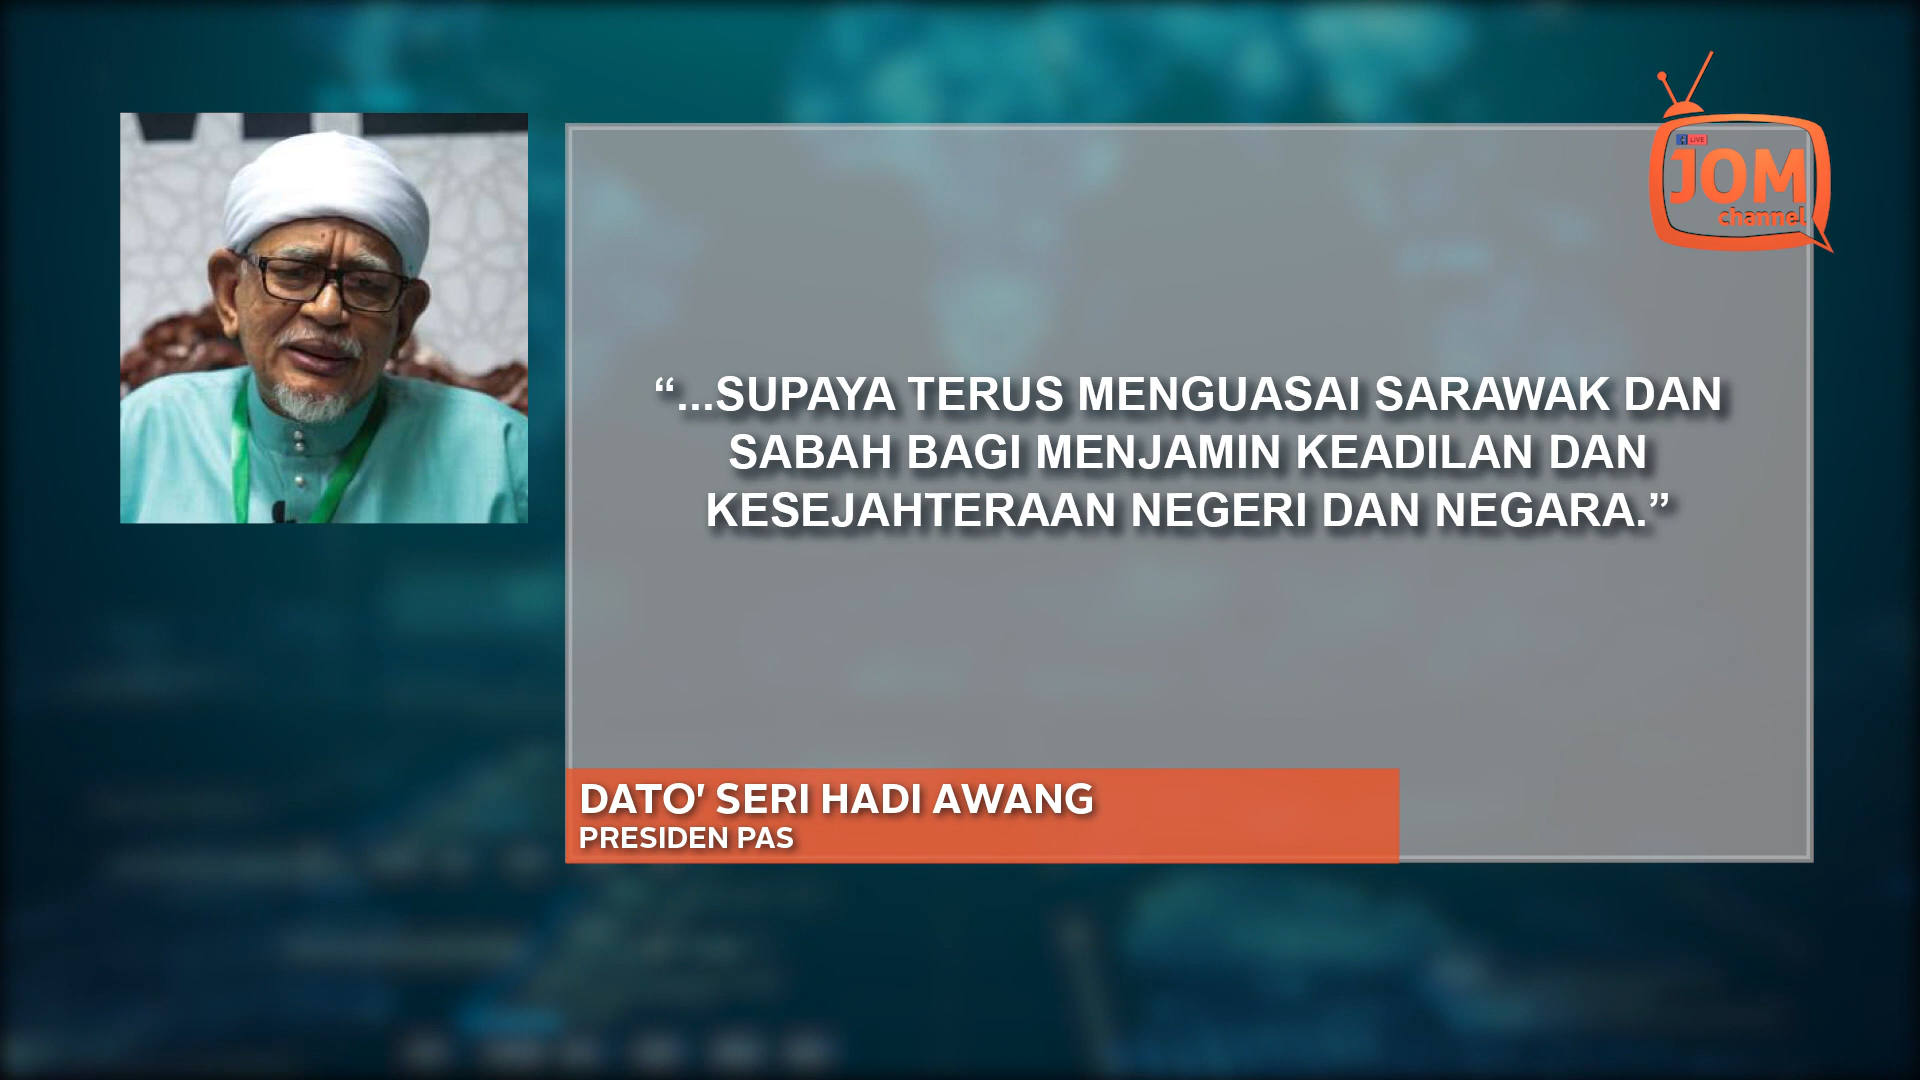 LIVE
JOM
channel
“...SUPAYA TERUS MENGUASAI SARAWAK DAN
SABAH BAGI MENJAMIN KEADILAN DAN
KESEJAHTERAAN NEGERI DAN NEGARA.”
DATO' SERI HADI AWANG
PRESIDEN PAS